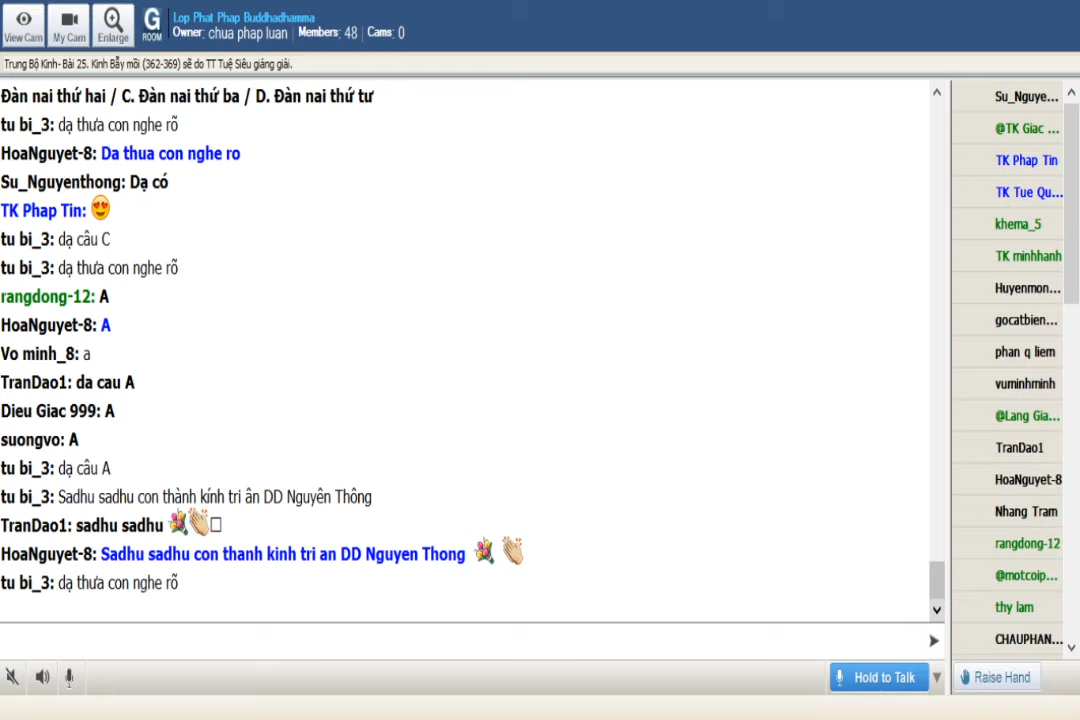 View Cam
My Cam
Enlarge
G ROOM
Lop Phat Phap Buddhadhamma
Owner: chua phap luan | Members: 48 | Cams: 0
Trung Bộ Kinh- Bài 25. Kinh Bẫy mồi (362-369) sẽ do TT Tuệ Siêu giảng giải.
Đàn nai thứ hai / C. Đàn nai thứ ba / D. Đàn nai thứ tư
tu bi_3: dạ thưa con nghe rõ
HoaNguyet-8: Da thua con nghe ro
Su_Nguyenthong: Dạ có
TK Phap Tin: 😍
tu bi_3: dạ câu C
tu bi_3: dạ thưa con nghe rõ
rangdong-12: A
HoaNguyet-8: A
Vo minh_8: a
TranDao1: da cau A
Dieu Giac 999: A
suongvo: A
tu bi_3: dạ câu A
tu bi_3: Sadhu sadhu con thành kính tri ân DD Nguyên Thông
TranDao1: sadhu sadhu 💐👏□
HoaNguyet-8: Sadhu sadhu con thanh kinh tri an DD Nguyen Thong 💐 👏
tu bi_3: dạ thưa con nghe rõ
Hold to Talk
Su_Nguye...
@TK Giac ...
TK Phap Tin
TK Tue Qu...
khema_5
TK minhhanh
Huyenmon...
gocatbien...
phan q liem
vuminhminh
@Lang Gia...
TranDao1
HoaNguyet-8
Nhang Tram
rangdong-12
@motcoip...
thy lam
CHAUPHAN...
Raise Hand